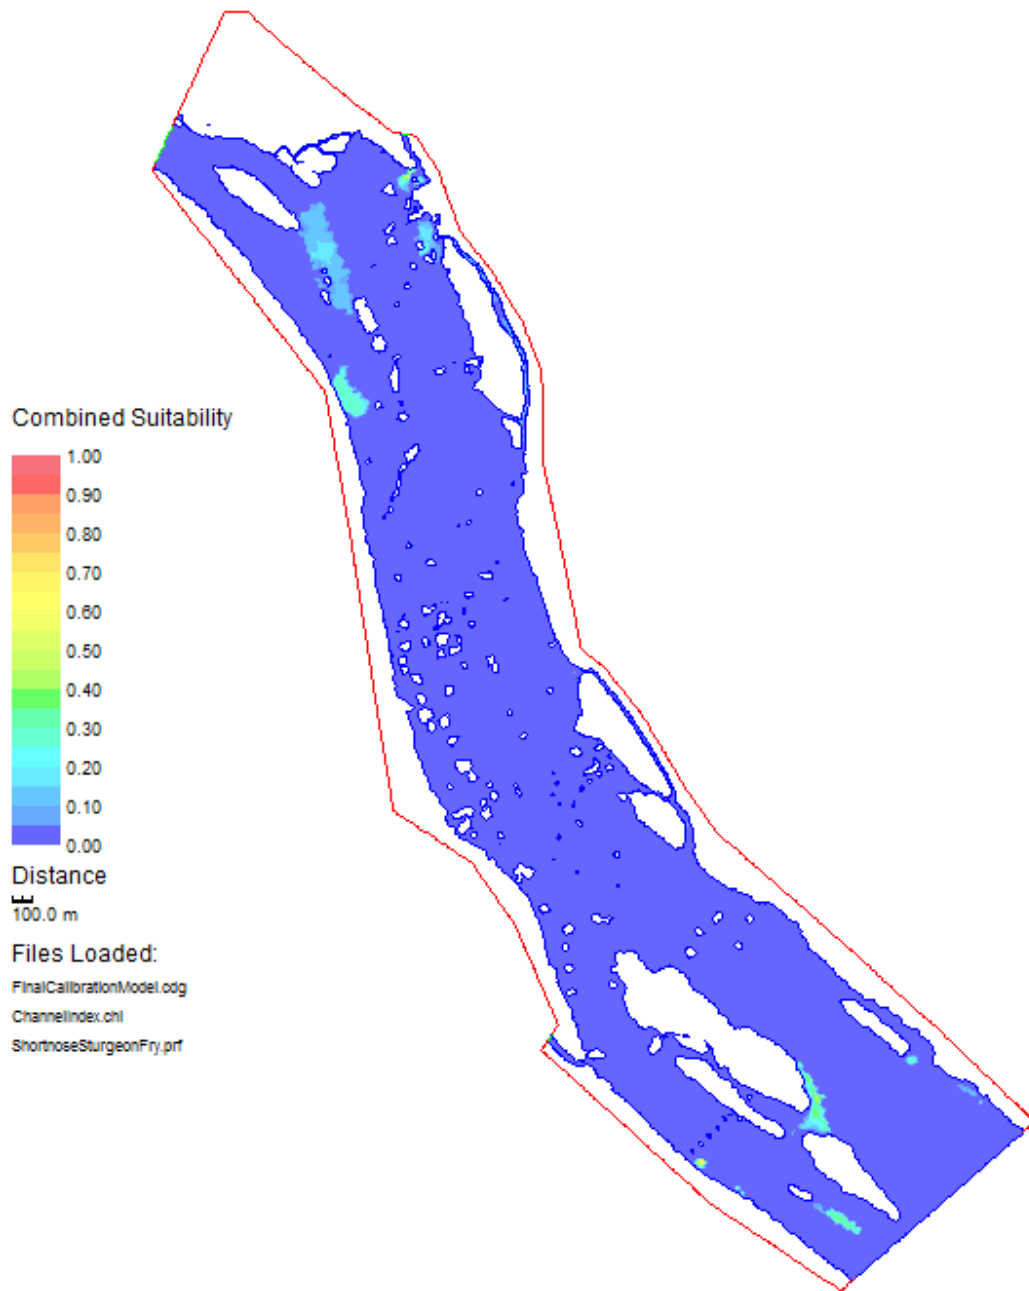 Combined Suitability
1.00
0.90
0.80
0.70
0.60
0.50
0.40
0.30
0.20
0.10
0.00
Distance
100.0 m
Files Loaded:
FinalCalibrationModel.cdg
ChannelIndex.chi
ShortnoseSturgeonFry.prf